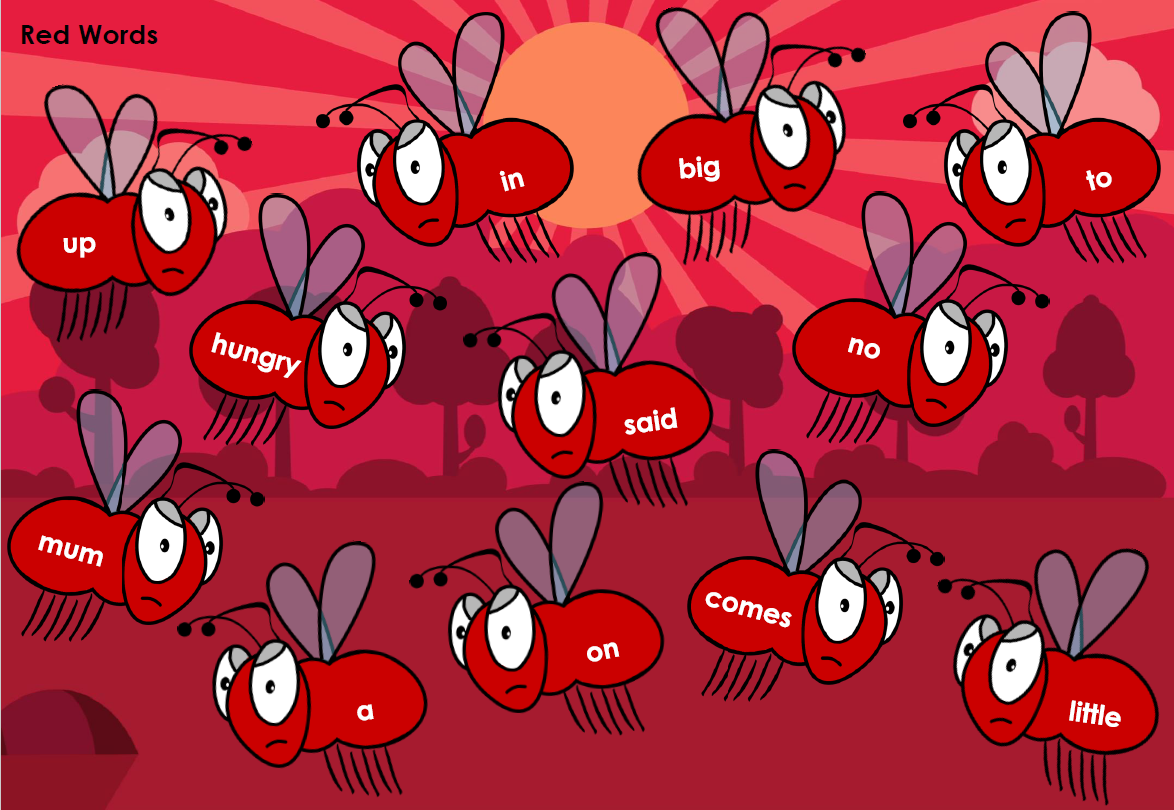 Red Words
up
in
big
to
hungry
said
no
mum
a
on
comes
little